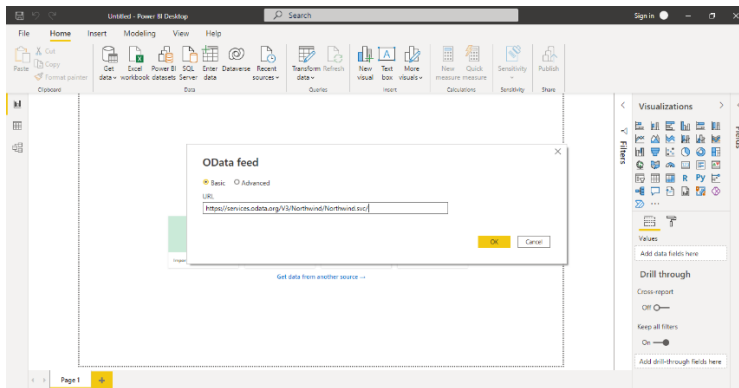 Untitled - Power BI Desktop
Search
Sign in
File Home Insert Modeling View Help
Paste
Cut
Copy
Format painter
Get data
Excel workbook
Power BI datasets
SQL Server
Enter data
Dataverse
Recent sources
Transform data
Refresh
New visual
Text box
More visuals
New measure
Quick measure
Sensitivity
Publish
Clipboard
Data
Queries
Insert
Calculations
Sensitivity
Share
OData feed
Basic Advanced
URL
https://services.odata.org/V3/Northwind/Northwind.svc/
OK Cancel
Get data from another source →
Filters
Visualizations
Fields
R Py
Values
Add data fields here
Drill through
Cross-report
Off
Keep all filters
On
Add drill-through fields here
Page 1